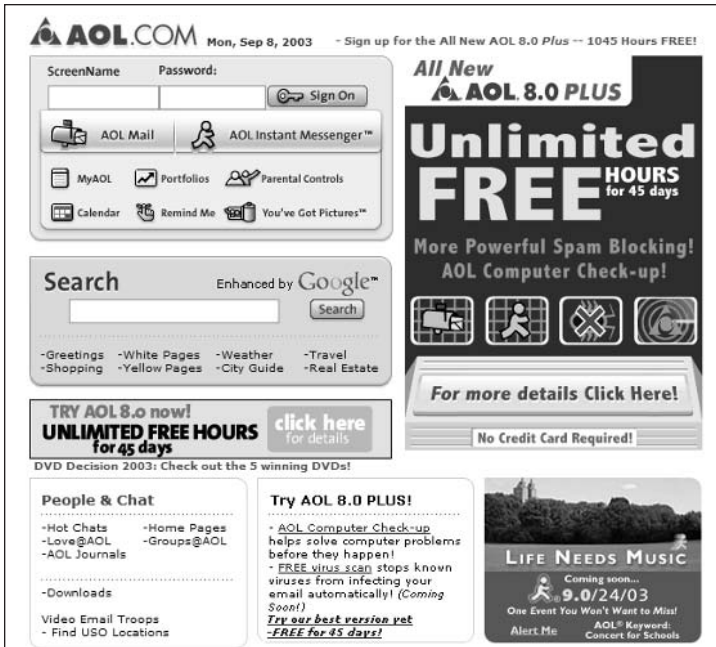 AOL.COM Mon, Sep 8, 2003 - Sign up for the All New AOL 8.0 Plus -- 1045 Hours FREE!
ScreenName Password:
Sign On
AOL Mail AOL Instant Messenger™
MyAOL Portfolios Parental Controls
Calendar Remind Me You've Got Pictures™
All New
AOL 8.0 PLUS
Unlimited
FREE HOURS
for 45 days
More Powerful Spam Blocking!
AOL Computer Check-up!
For more details Click Here!
No Credit Card Required!
Search Enhanced by Google™
Search
-Greetings -White Pages -Weather -Travel
-Shopping -Yellow Pages -City Guide -Real Estate
TRY AOL 8.0 now!
UNLIMITED FREE HOURS
for 45 days
click here
for details
DVD Decision 2003: Check out the 5 winning DVDs!
People & Chat
-Hot Chats -Home Pages
-Love@AOL -Groups@AOL
-AOL Journals
-Downloads
Video Email Troops
- Find USO Locations
Try AOL 8.0 PLUS!
- AOL Computer Check-up
helps solve computer problems
before they happen!
- FREE virus scan stops known
viruses from infecting your
email automatically! (Coming
Soon!)
Try our best version yet
-FREE for 45 days!
LIFE NEEDS MUSIC
Coming soon...
9.0/24/03
One Event You Won't Want to Miss!
Alert Me AOL® Keyword:
Concert for Schools